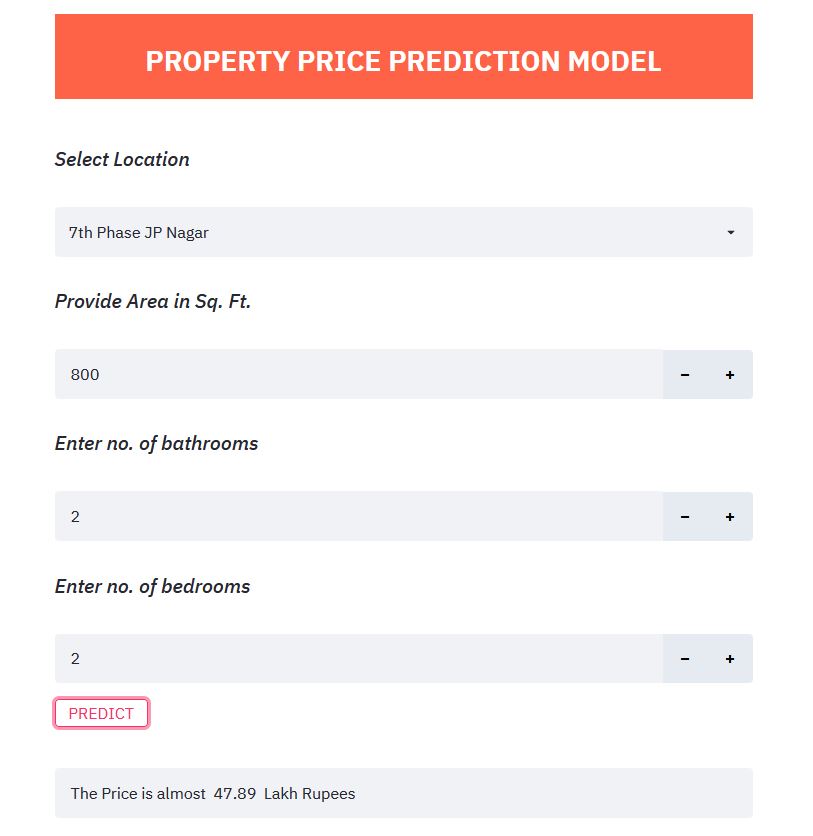 PROPERTY PRICE PREDICTION MODEL
Select Location
7th Phase JP Nagar
Provide Area in Sq. Ft.
800 − +
Enter no. of bathrooms
2 − +
Enter no. of bedrooms
2 − +
PREDICT
The Price is almost  47.89  Lakh Rupees